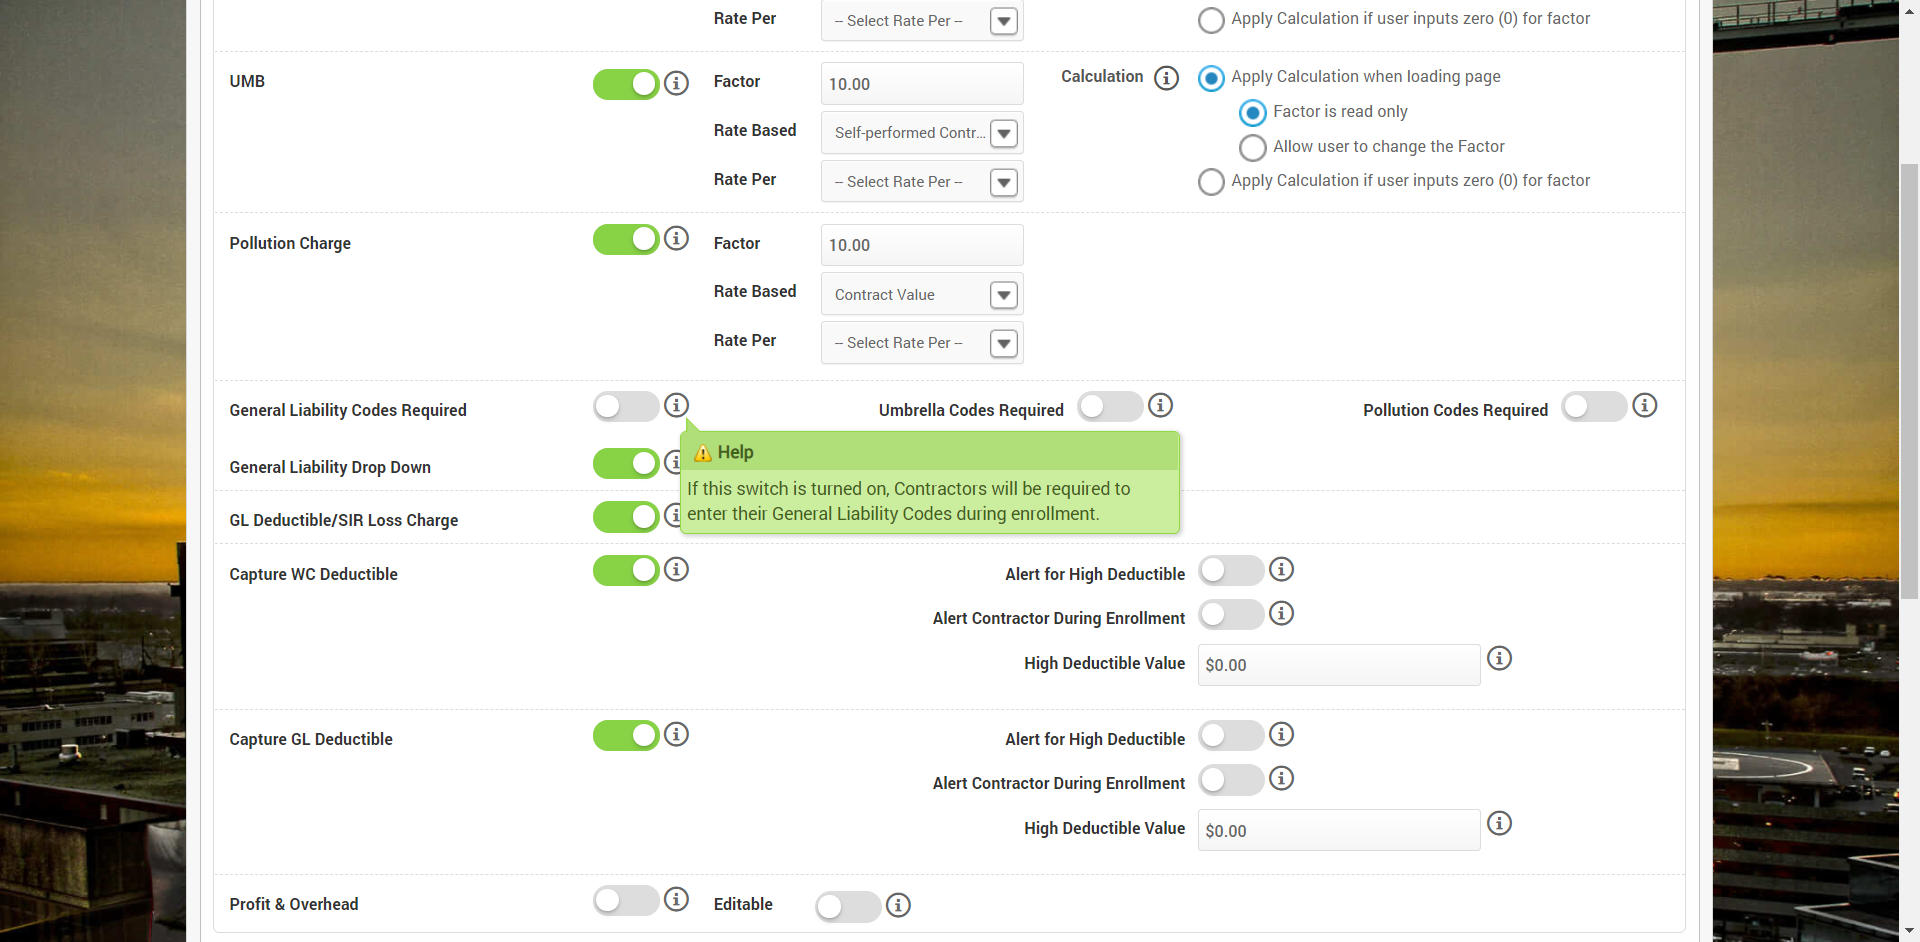 Rate Per
-- Select Rate Per --
Apply Calculation if user inputs zero (0) for factor
UMB
Factor
10.00
Calculation
Apply Calculation when loading page
Factor is read only
Rate Based
Self-performed Contr...
Allow user to change the Factor
Rate Per
-- Select Rate Per --
Apply Calculation if user inputs zero (0) for factor
Pollution Charge
Factor
10.00
Rate Based
Contract Value
Rate Per
-- Select Rate Per --
General Liability Codes Required
Umbrella Codes Required
Pollution Codes Required
Help
If this switch is turned on, Contractors will be required to
enter their General Liability Codes during enrollment.
General Liability Drop Down
GL Deductible/SIR Loss Charge
Capture WC Deductible
Alert for High Deductible
Alert Contractor During Enrollment
High Deductible Value
$0.00
Capture GL Deductible
Alert for High Deductible
Alert Contractor During Enrollment
High Deductible Value
$0.00
Profit & Overhead
Editable